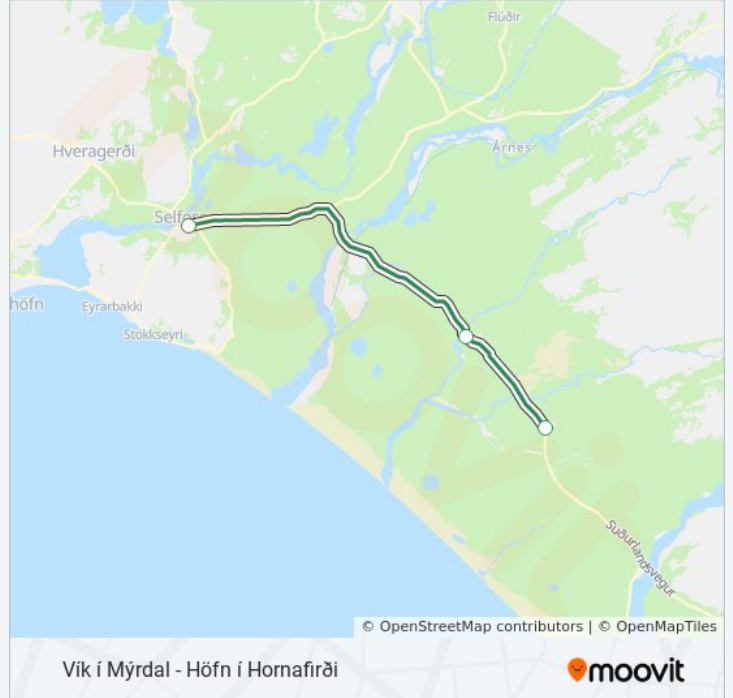 Flúðir
Hveragerði
Árnes
Selfoss
höfn
Eyrarbakki
Stokkseyri
Suðurlandsvegur
© OpenStreetMap contributors | © OpenMapTiles
Vík í Mýrdal - Höfn í Hornafirði
moovit